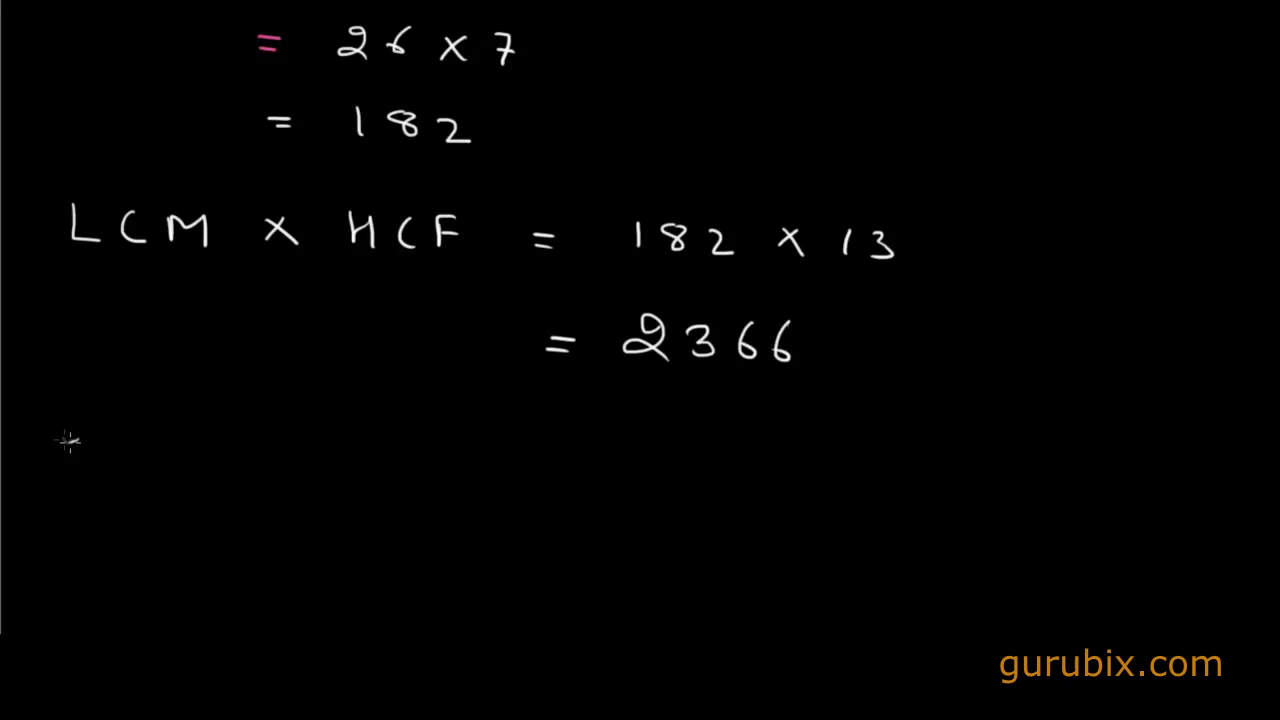 = 26 x 7
= 182
LCM x HCF = 182 x 13
= 2366
gurubix.com